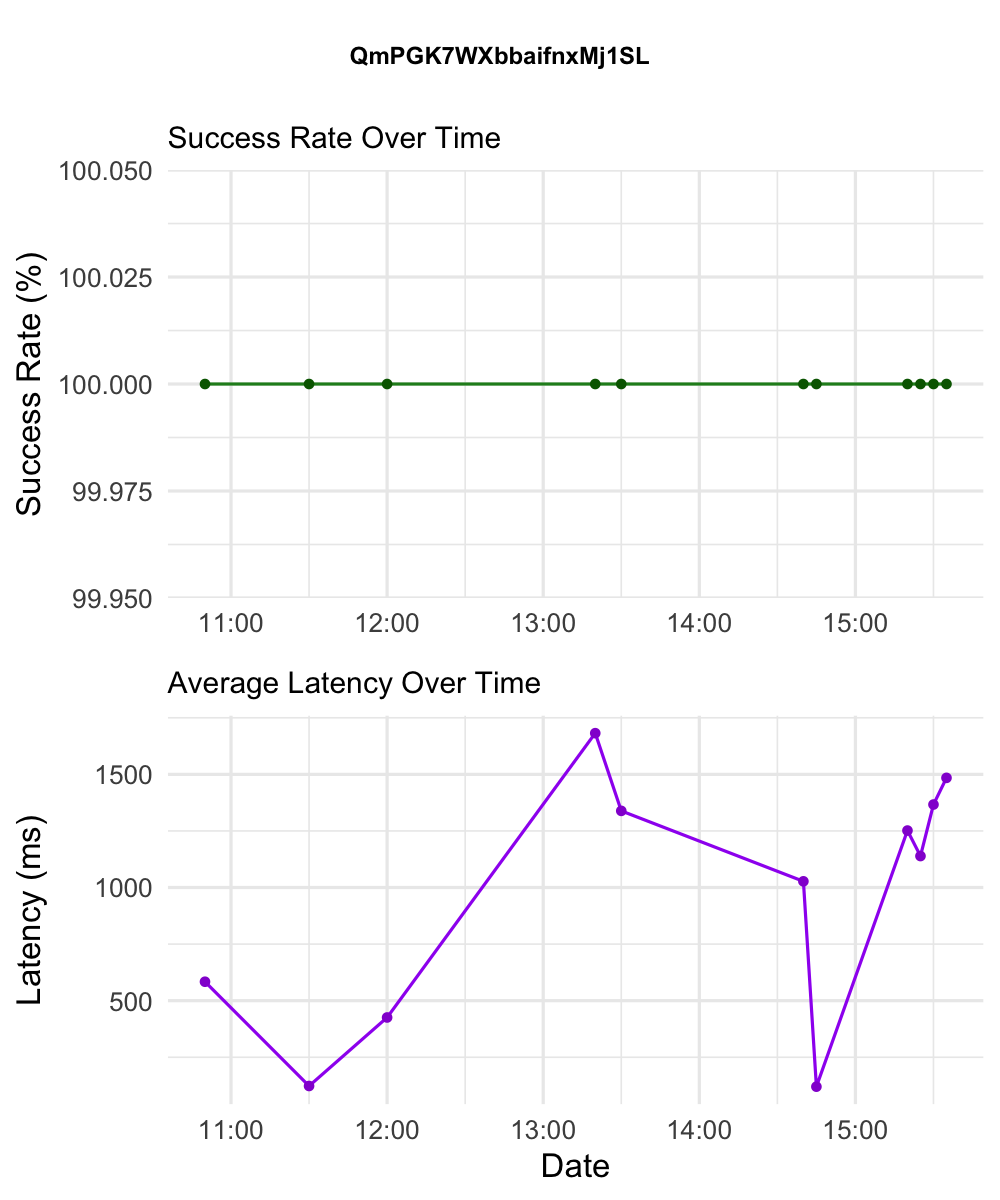 QmPGK7WXbbaifnxMj1SL
Success Rate Over Time
Success Rate (%)
100.050
100.025
100.000
99.975
99.950
11:00 12:00 13:00 14:00 15:00
Average Latency Over Time
Latency (ms)
1500
1000
500
11:00 12:00 13:00 14:00 15:00
Date